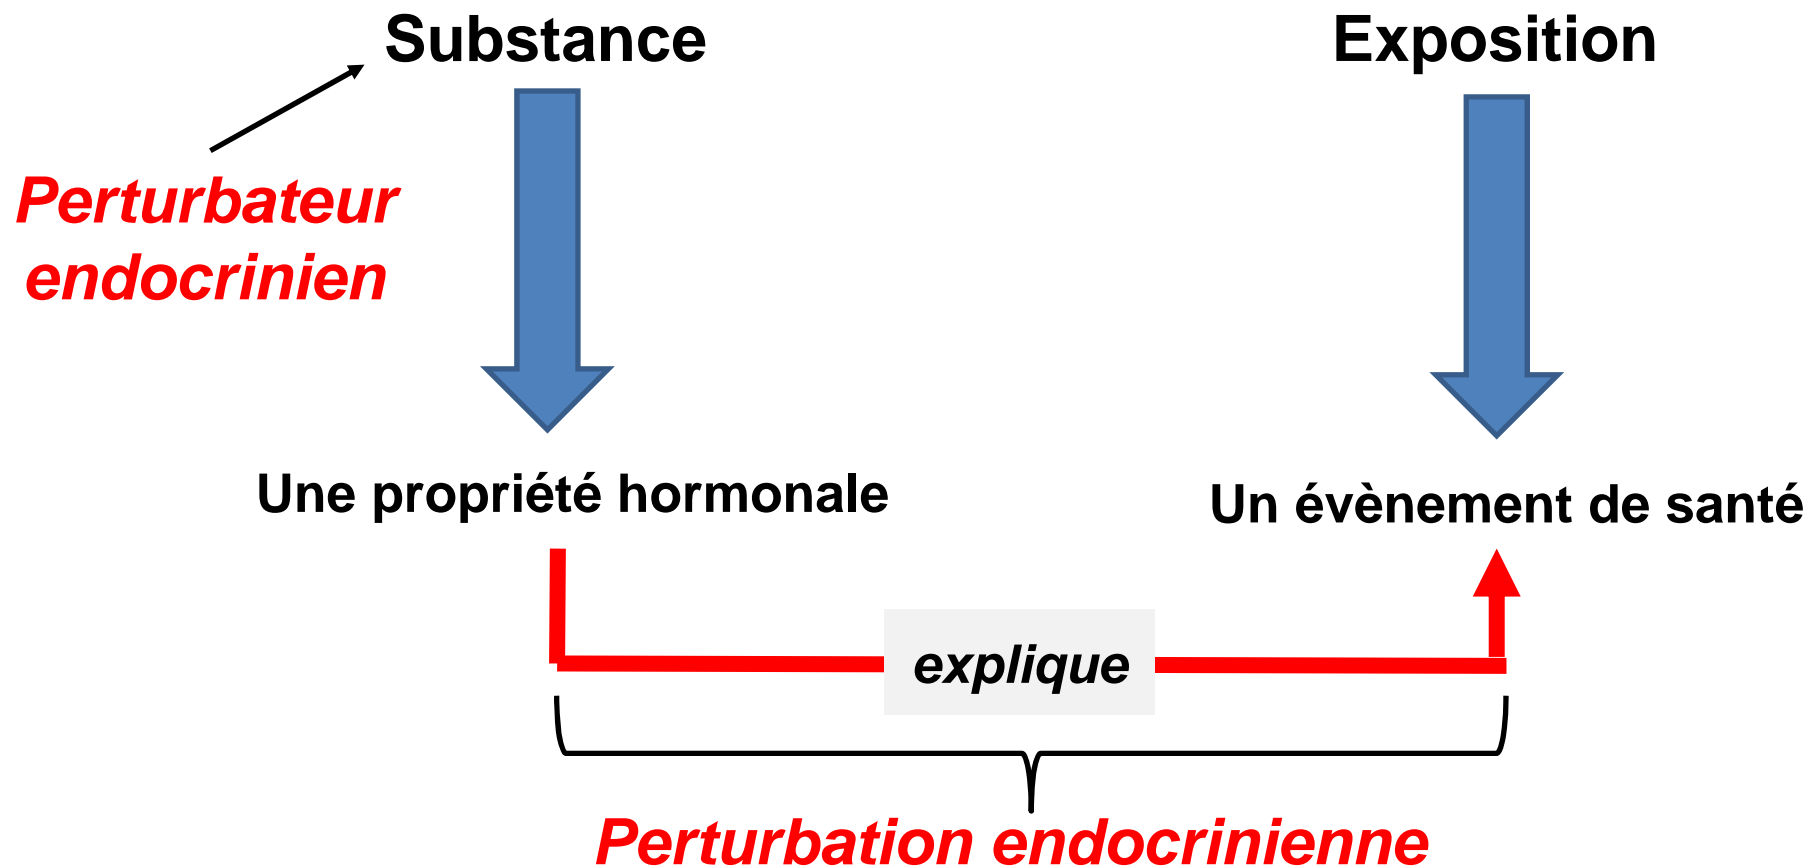 Substance
Exposition
Perturbateur
endocrinien
Une propriété hormonale
Un évènement de santé
explique
Perturbation endocrinienne